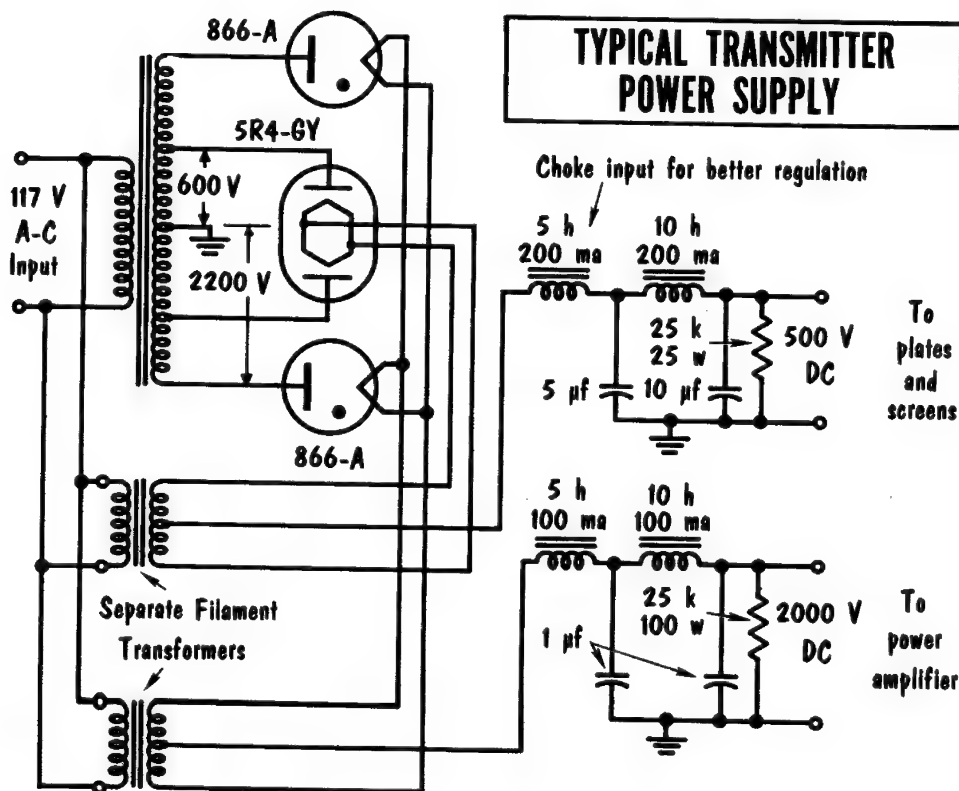 TYPICAL TRANSMITTER
POWER SUPPLY
866-A
5R4-GY
600 V
117 V
A-C
Input
2200 V
866-A
Separate Filament
Transformers
Choke input for better regulation
5 h
200 ma
10 h
200 ma
25 k
25 w
500 V
DC
5 µf
10 µf
To
plates
and
screens
5 h
100 ma
10 h
100 ma
25 k
100 w
2000 V
DC
1 µf
To
power
amplifier